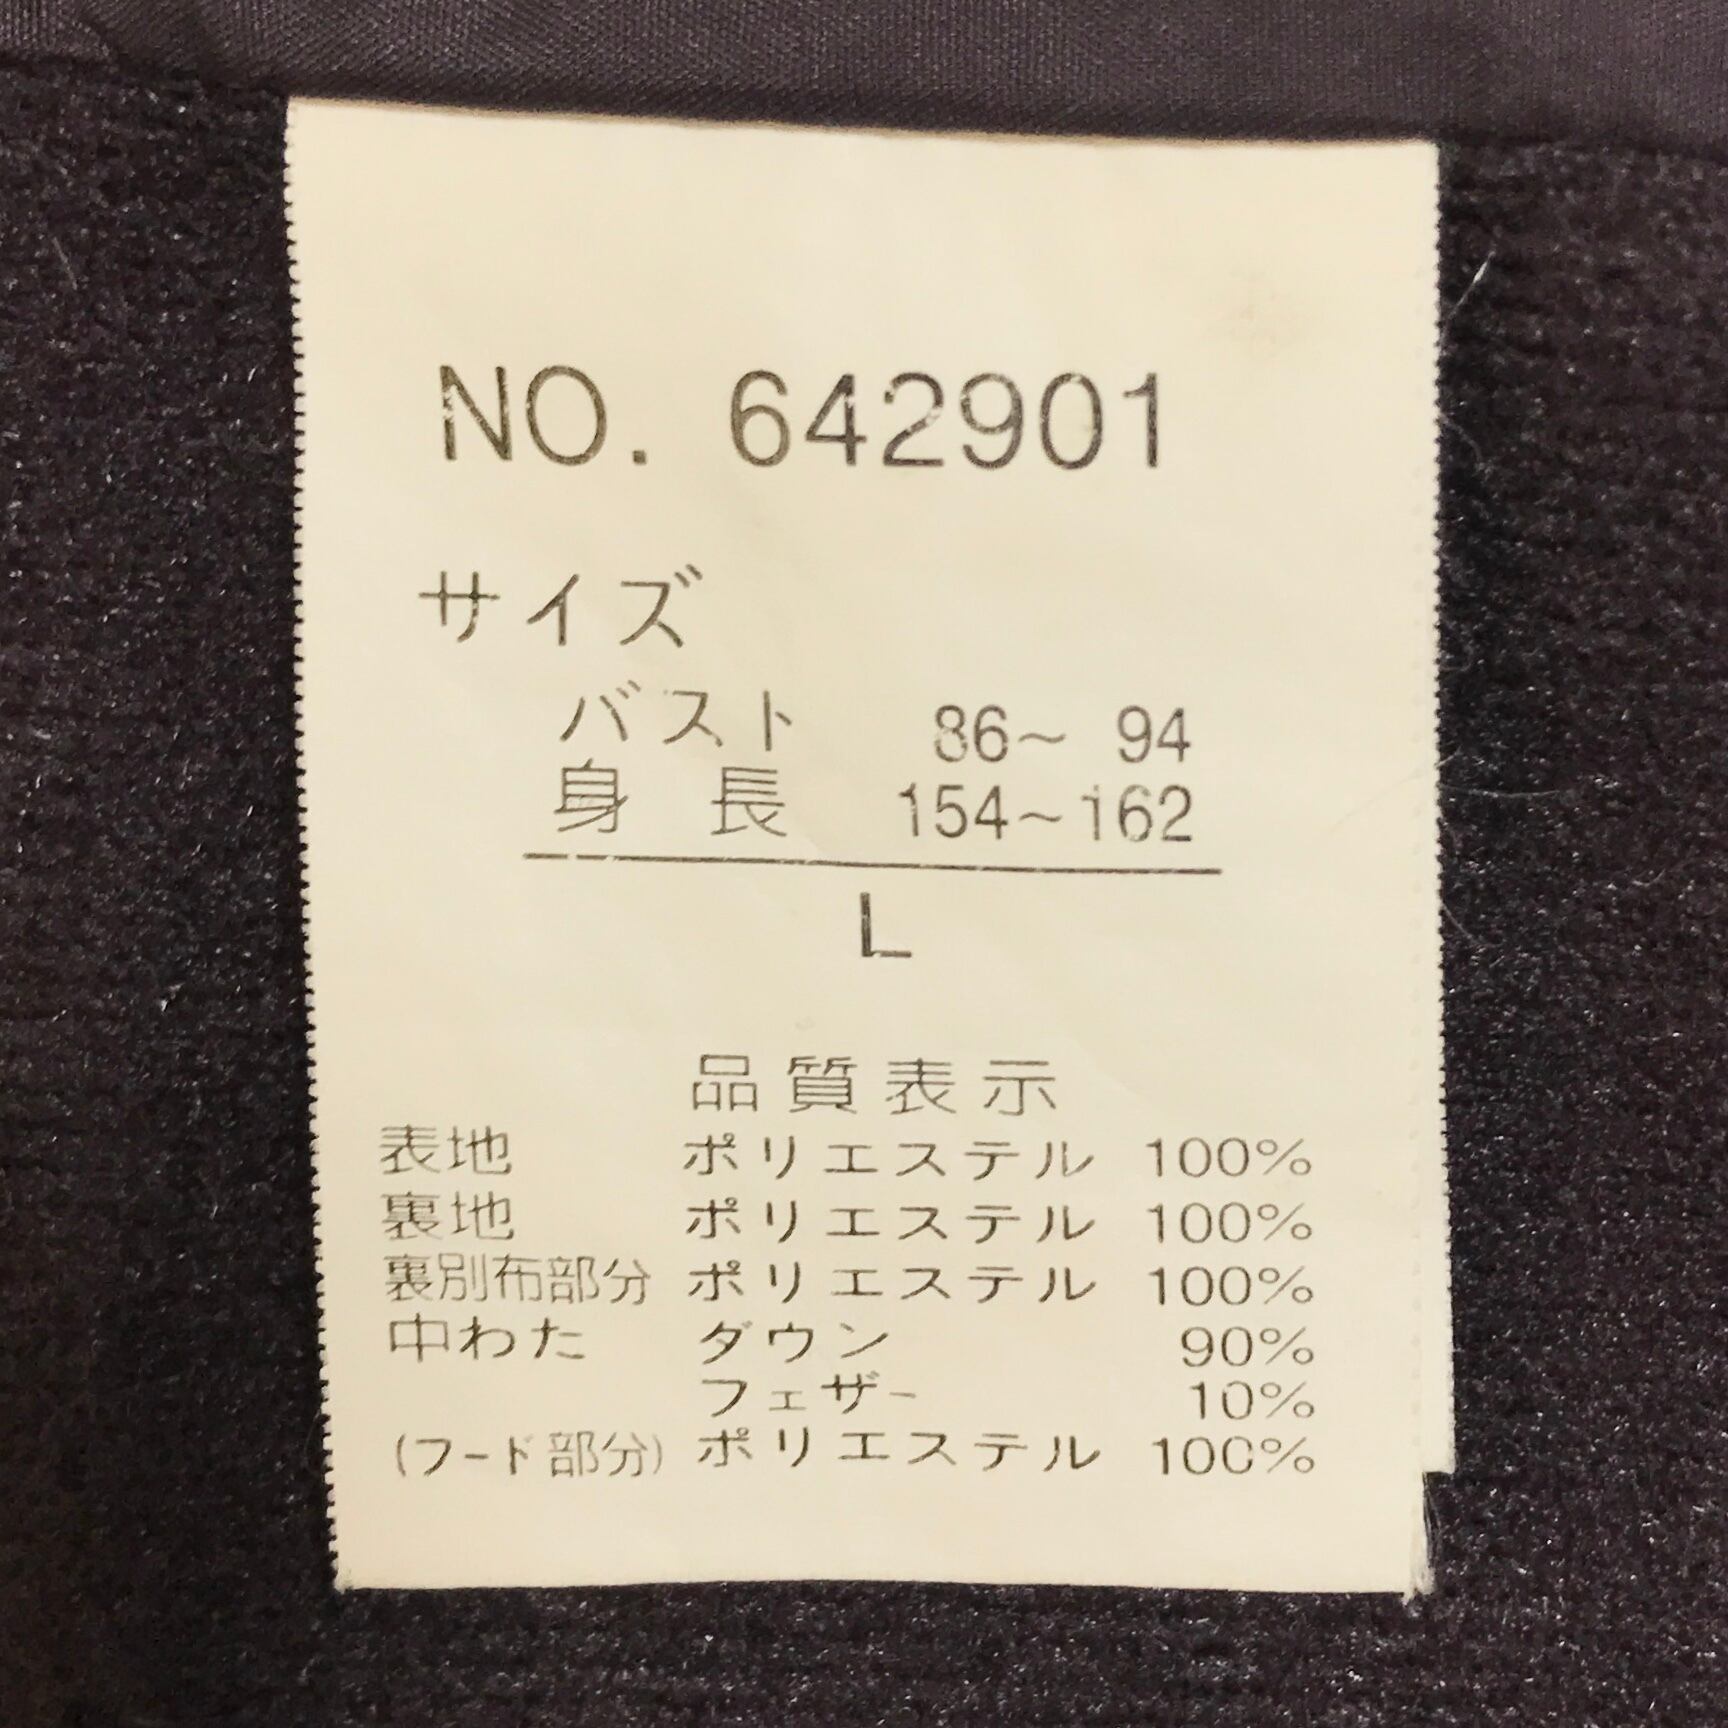 NO. 642901
サイズ
バスト 86～ 94
身 長 154～162
L
品質表示
表地 ポリエステル 100%
裏地 ポリエステル 100%
裏別布部分 ポリエステル 100%
中わた ダウン 90%
フェザー 10%
(フード部分) ポリエステル 100%